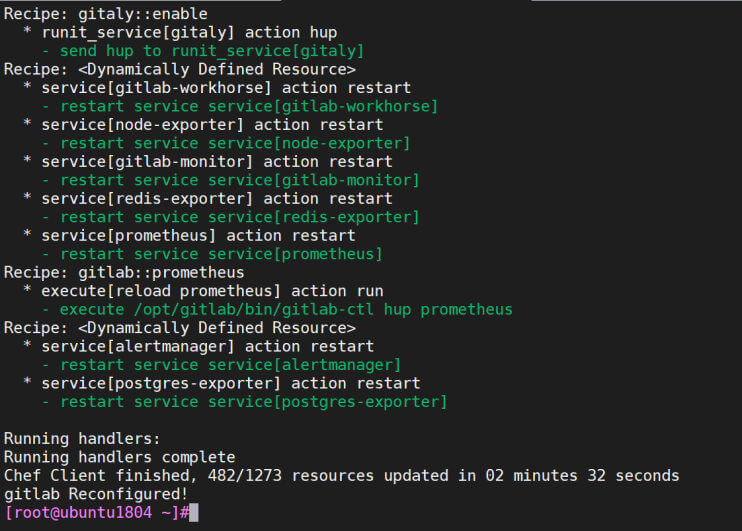 Recipe: gitaly::enable
  * runit_service[gitaly] action hup
    - send hup to runit_service[gitaly]
Recipe: <Dynamically Defined Resource>
  * service[gitlab-workhorse] action restart
    - restart service service[gitlab-workhorse]
  * service[node-exporter] action restart
    - restart service service[node-exporter]
  * service[gitlab-monitor] action restart
    - restart service service[gitlab-monitor]
  * service[redis-exporter] action restart
    - restart service service[redis-exporter]
  * service[prometheus] action restart
    - restart service service[prometheus]
Recipe: gitlab::prometheus
  * execute[reload prometheus] action run
    - execute /opt/gitlab/bin/gitlab-ctl hup prometheus
Recipe: <Dynamically Defined Resource>
  * service[alertmanager] action restart
    - restart service service[alertmanager]
  * service[postgres-exporter] action restart
    - restart service service[postgres-exporter]

Running handlers:
Running handlers complete
Chef Client finished, 482/1273 resources updated in 02 minutes 32 seconds
gitlab Reconfigured!
[root@ubuntu1804 ~]#